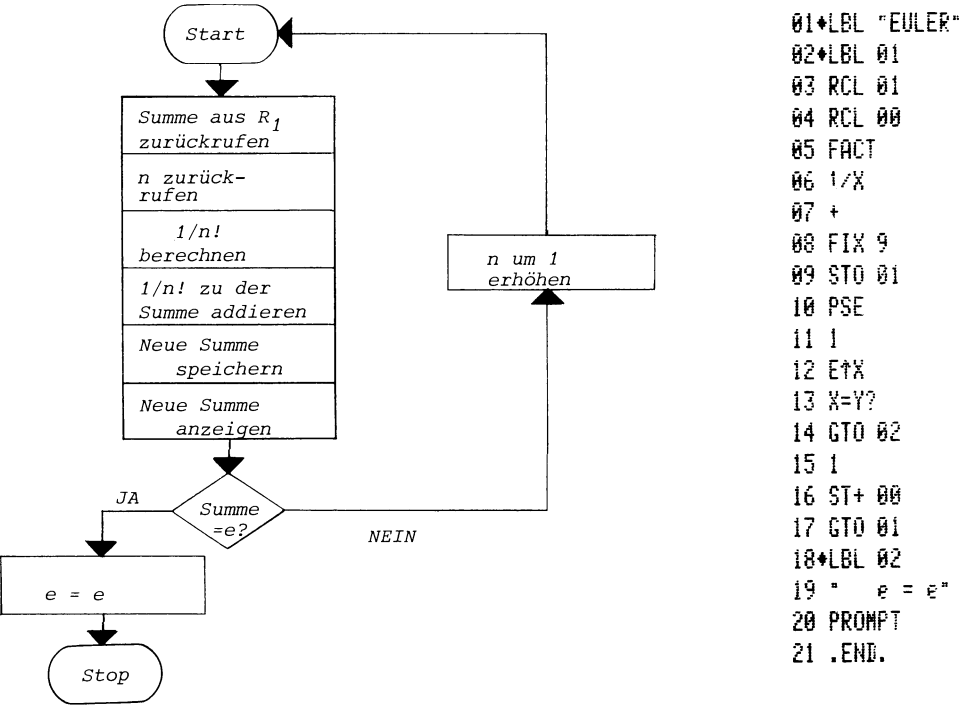 Start
Summe aus R1
zurückrufen
n zurück-
rufen
1/n!
berechnen
1/n! zu der
Summe addieren
Neue Summe
speichern
Neue Summe
anzeigen
Summe
=e?
JA
NEIN
n um 1
erhöhen
e = e
Stop
01♦LBL "EULER"
02♦LBL 01
03 RCL 01
04 RCL 00
05 FACT
06 1/X
07 +
08 FIX 9
09 STO 01
10 PSE
11 1
12 E↑X
13 X=Y?
14 GTO 02
15 1
16 ST+ 00
17 GTO 01
18♦LBL 02
19 "   e = e"
20 PROMPT
21 .END.